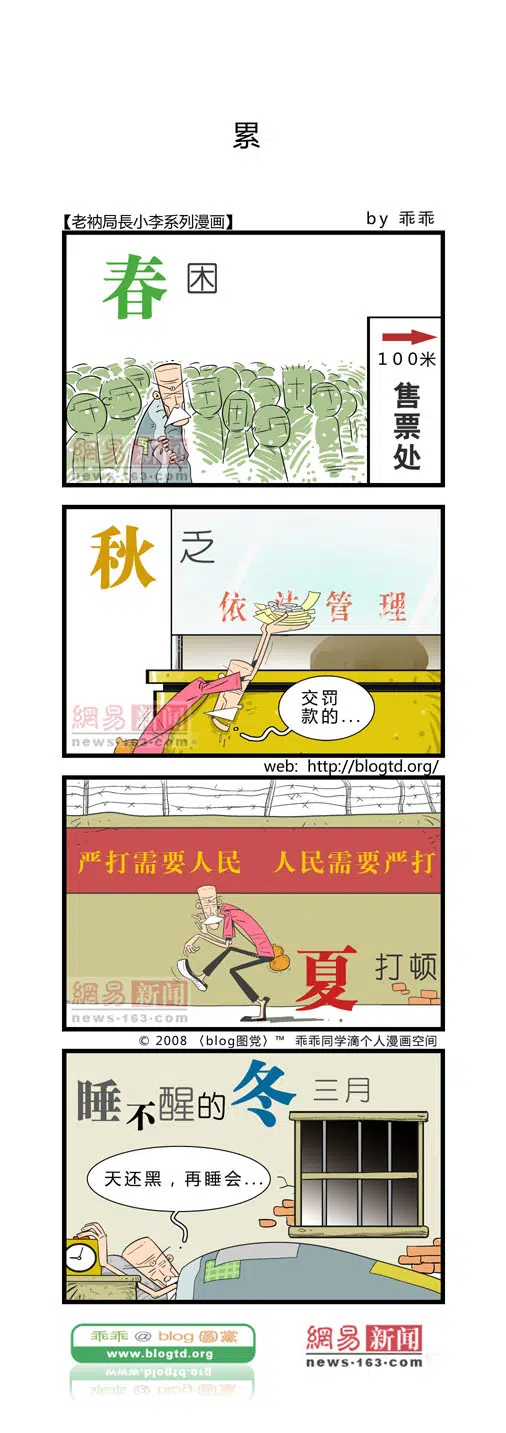 累
【老衲局長小李系列漫画】
by 乖乖
春困
100米
售票处
網易新闻
news·163·com
秋乏
依法管理
交罚
款的...
網易新闻
news·163·com
web: http://blogtd.org/
严打需要人民 人民需要严打
夏打顿
網易新闻
news·163·com
© 2008 〈blog图党〉™ 乖乖同学滴个人漫画空间
睡不醒的冬三月
天还黑，再睡会...
乖乖@blog圖黨
www.blogtd.org
網易新闻
news·163·com